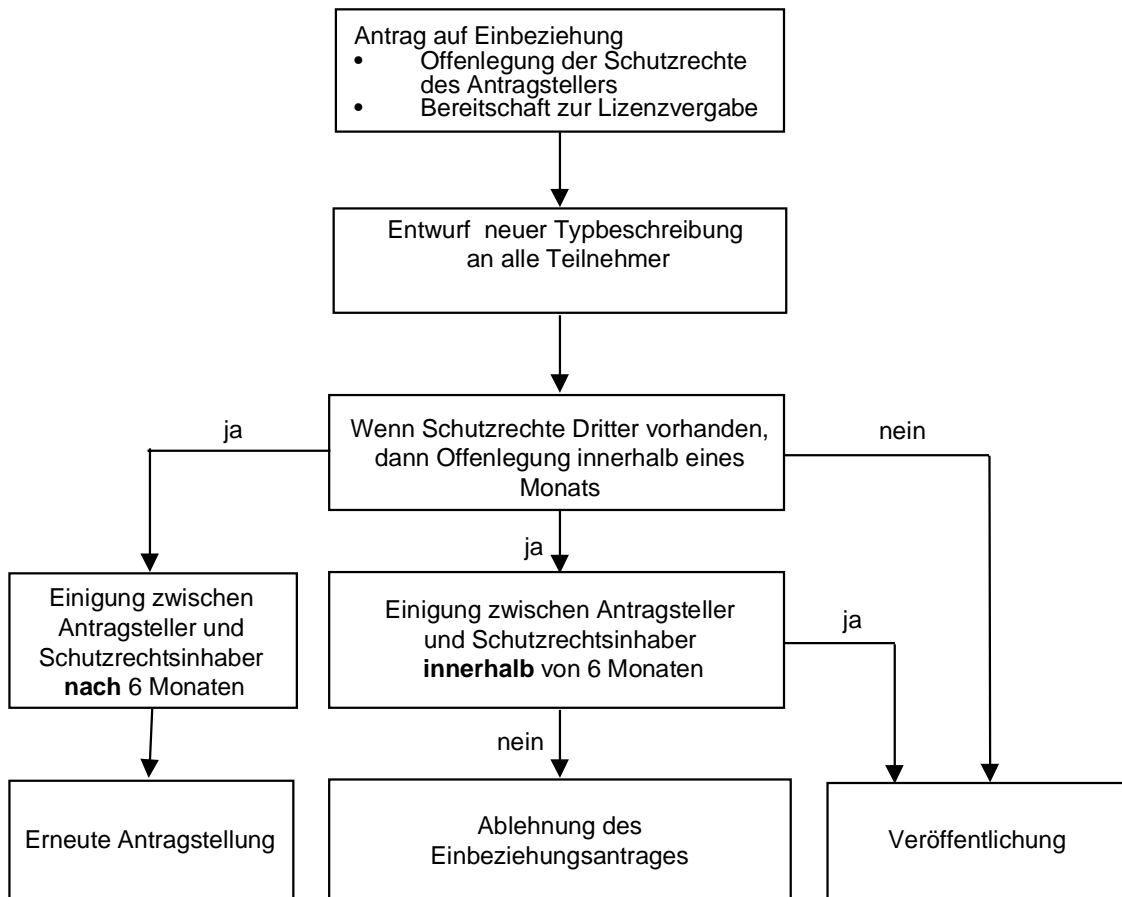 Antrag auf Einbeziehung
• Offenlegung der Schutzrechte
des Antragstellers
• Bereitschaft zur Lizenzvergabe
Entwurf neuer Typbeschreibung
an alle Teilnehmer
ja
Wenn Schutzrechte Dritter vorhanden,
dann Offenlegung innerhalb eines
Monats
nein
ja
Einigung zwischen
Antragsteller und
Schutzrechtsinhaber
nach 6 Monaten
Einigung zwischen Antragsteller
und Schutzrechtsinhaber
innerhalb von 6 Monaten
ja
nein
Erneute Antragstellung
Ablehnung des
Einbeziehungsantrages
Veröffentlichung